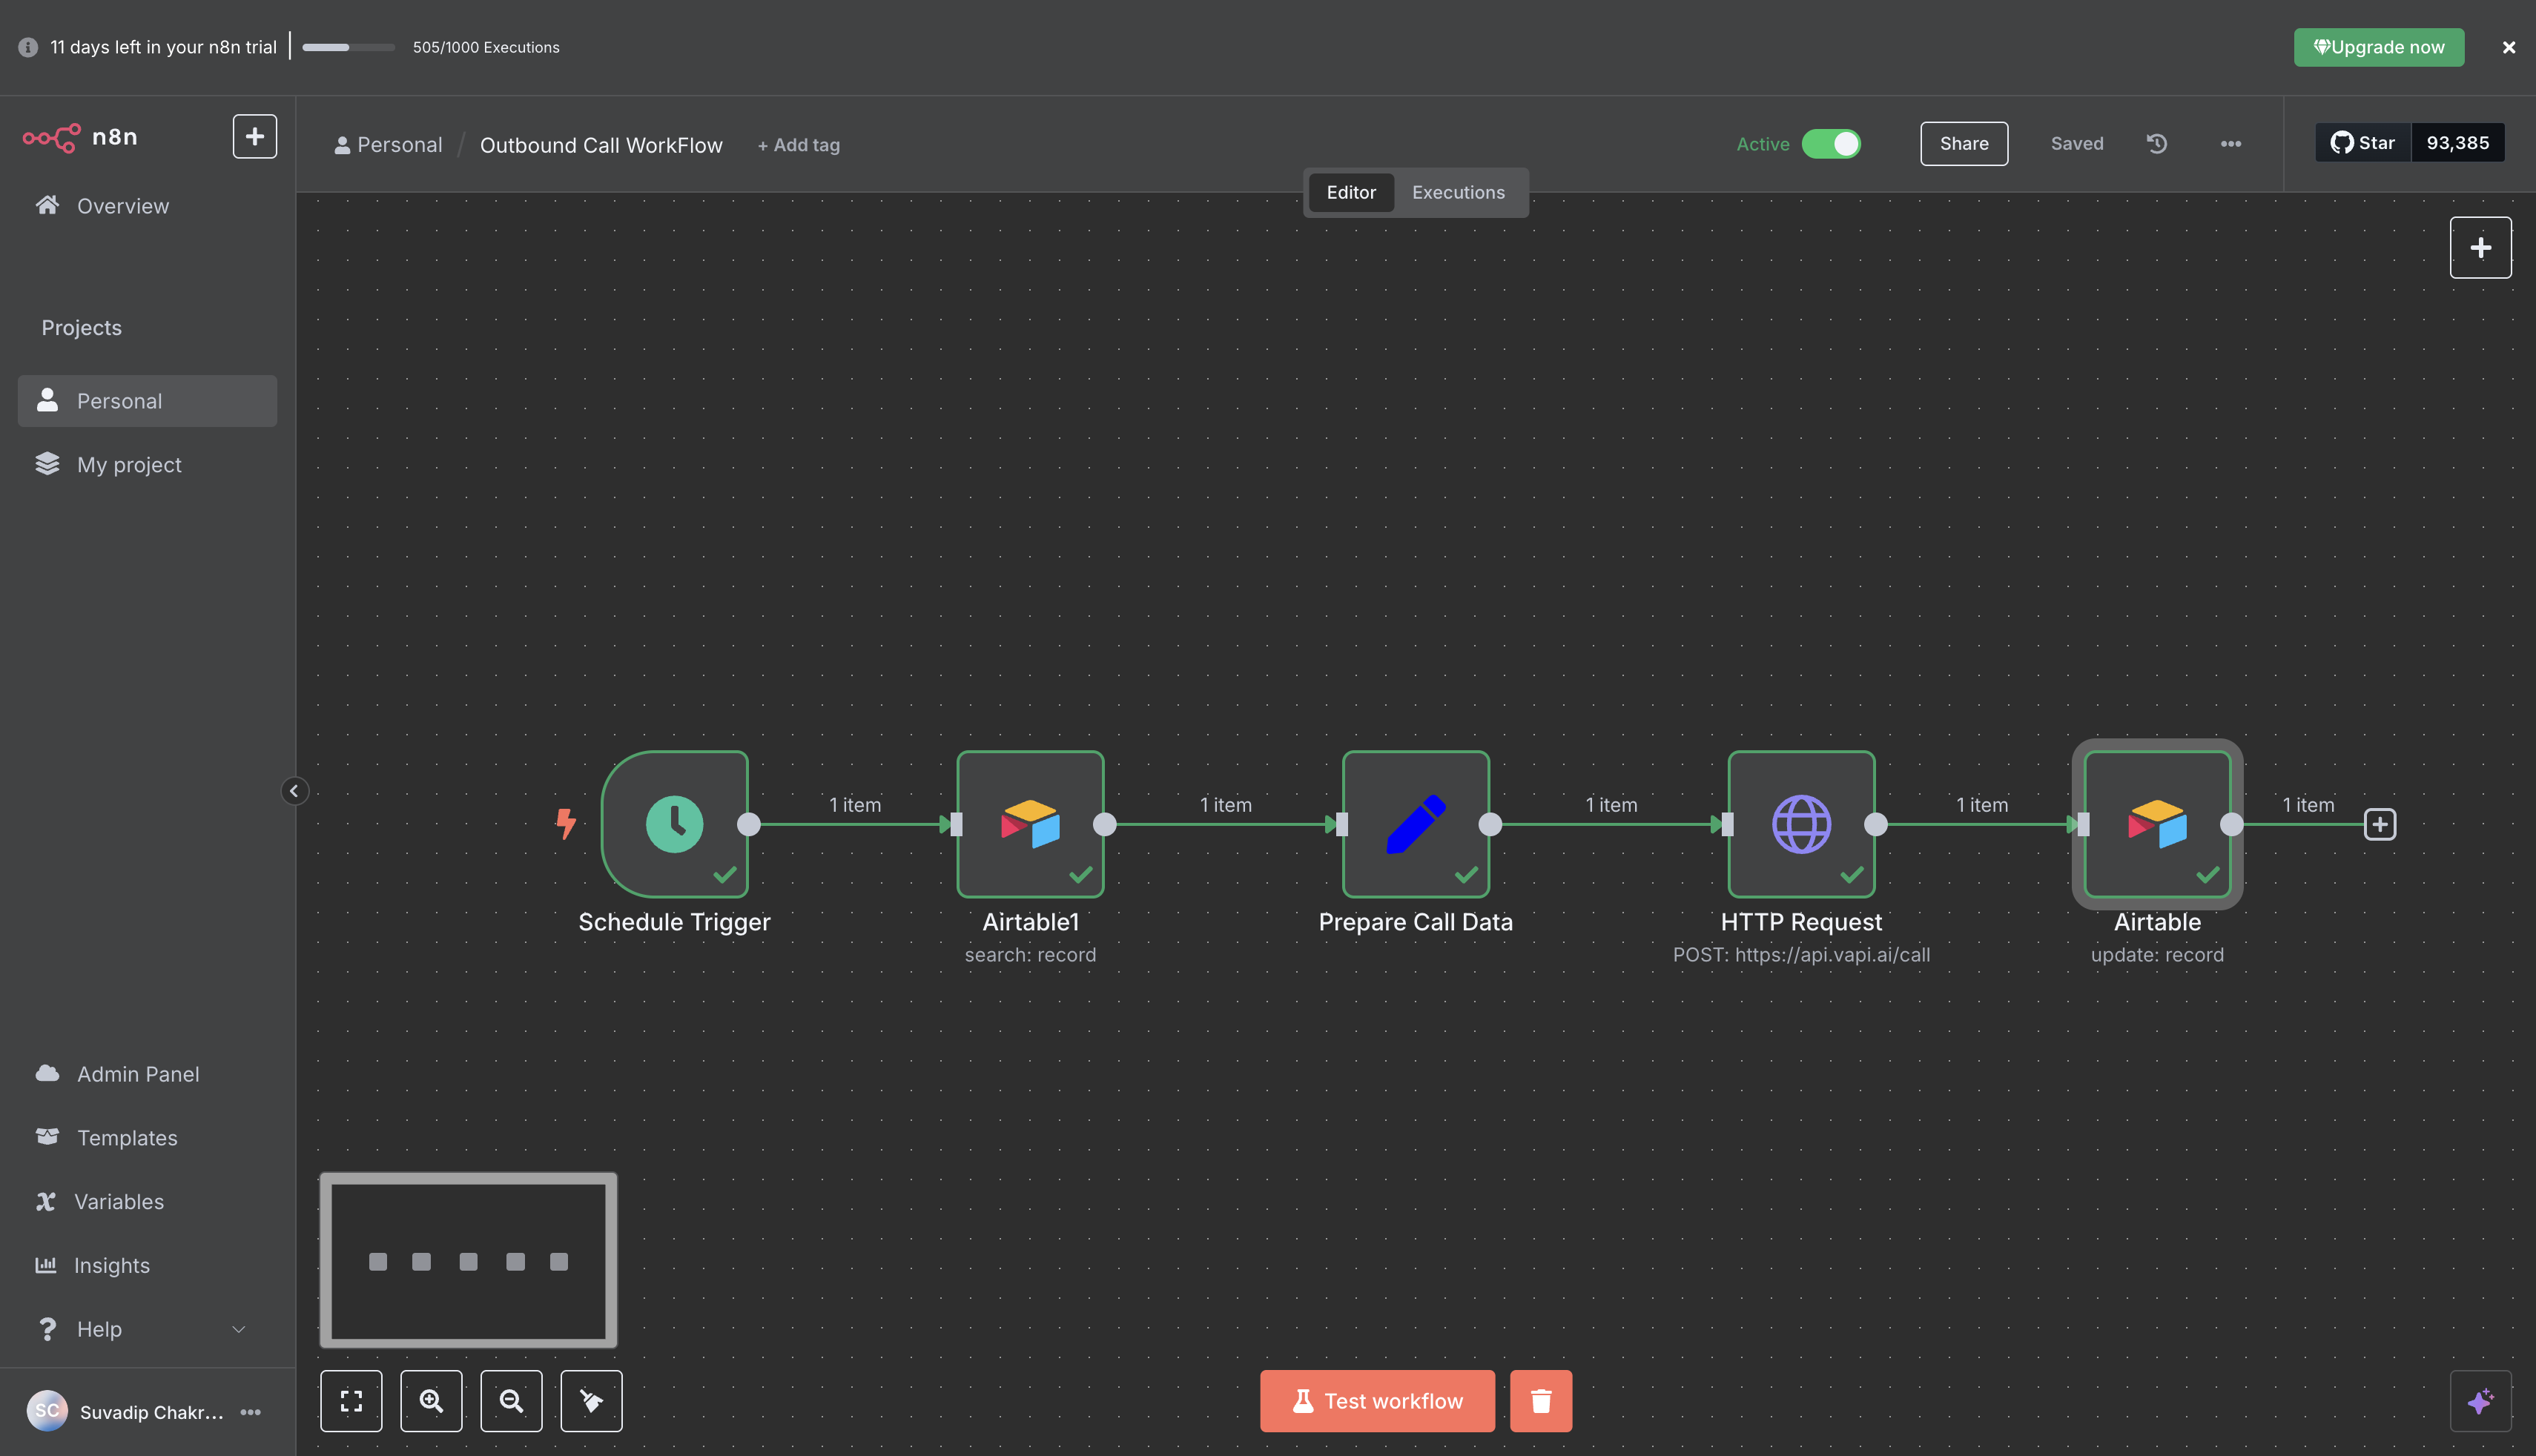 11 days left in your n8n trial
505/1000 Executions
Upgrade now
n8n
Personal / Outbound Call WorkFlow
+ Add tag
Active
Share
Saved
Star
93,385
Editor
Executions
Overview
Projects
Personal
My project
1 item
1 item
1 item
1 item
1 item
Schedule Trigger
Airtable1
search: record
Prepare Call Data
HTTP Request
POST: https://api.vapi.ai/call
Airtable
update: record
Admin Panel
Templates
Variables
Insights
Help
SC
Suvadip Chakr...
Test workflow